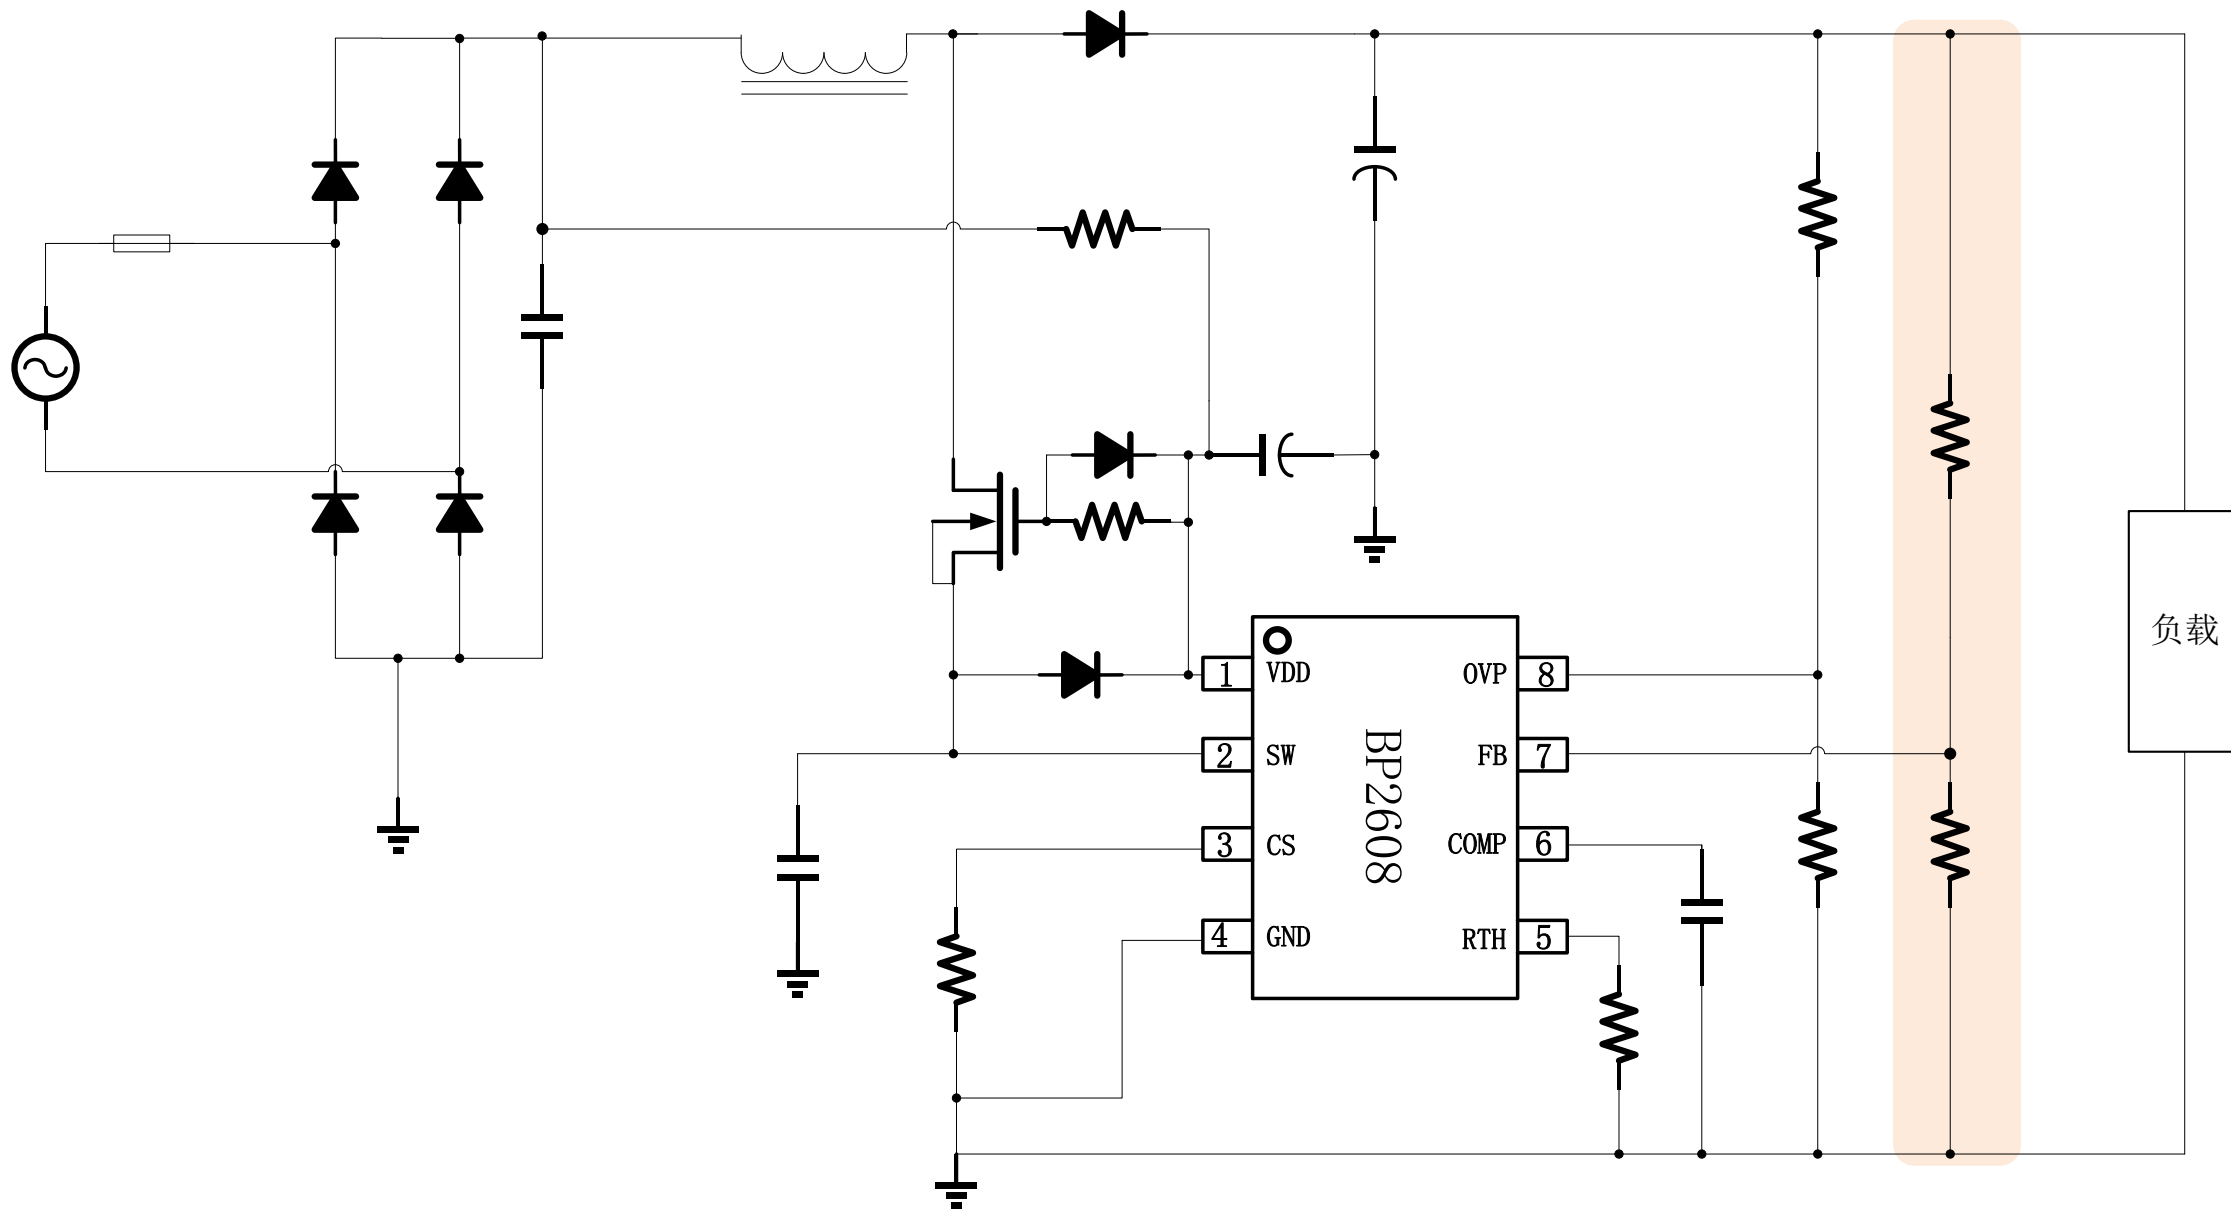 1 VDD OVP 8
2 SW FB 7
3 CS COMP 6
4 GND RTH 5
BP2608
负载